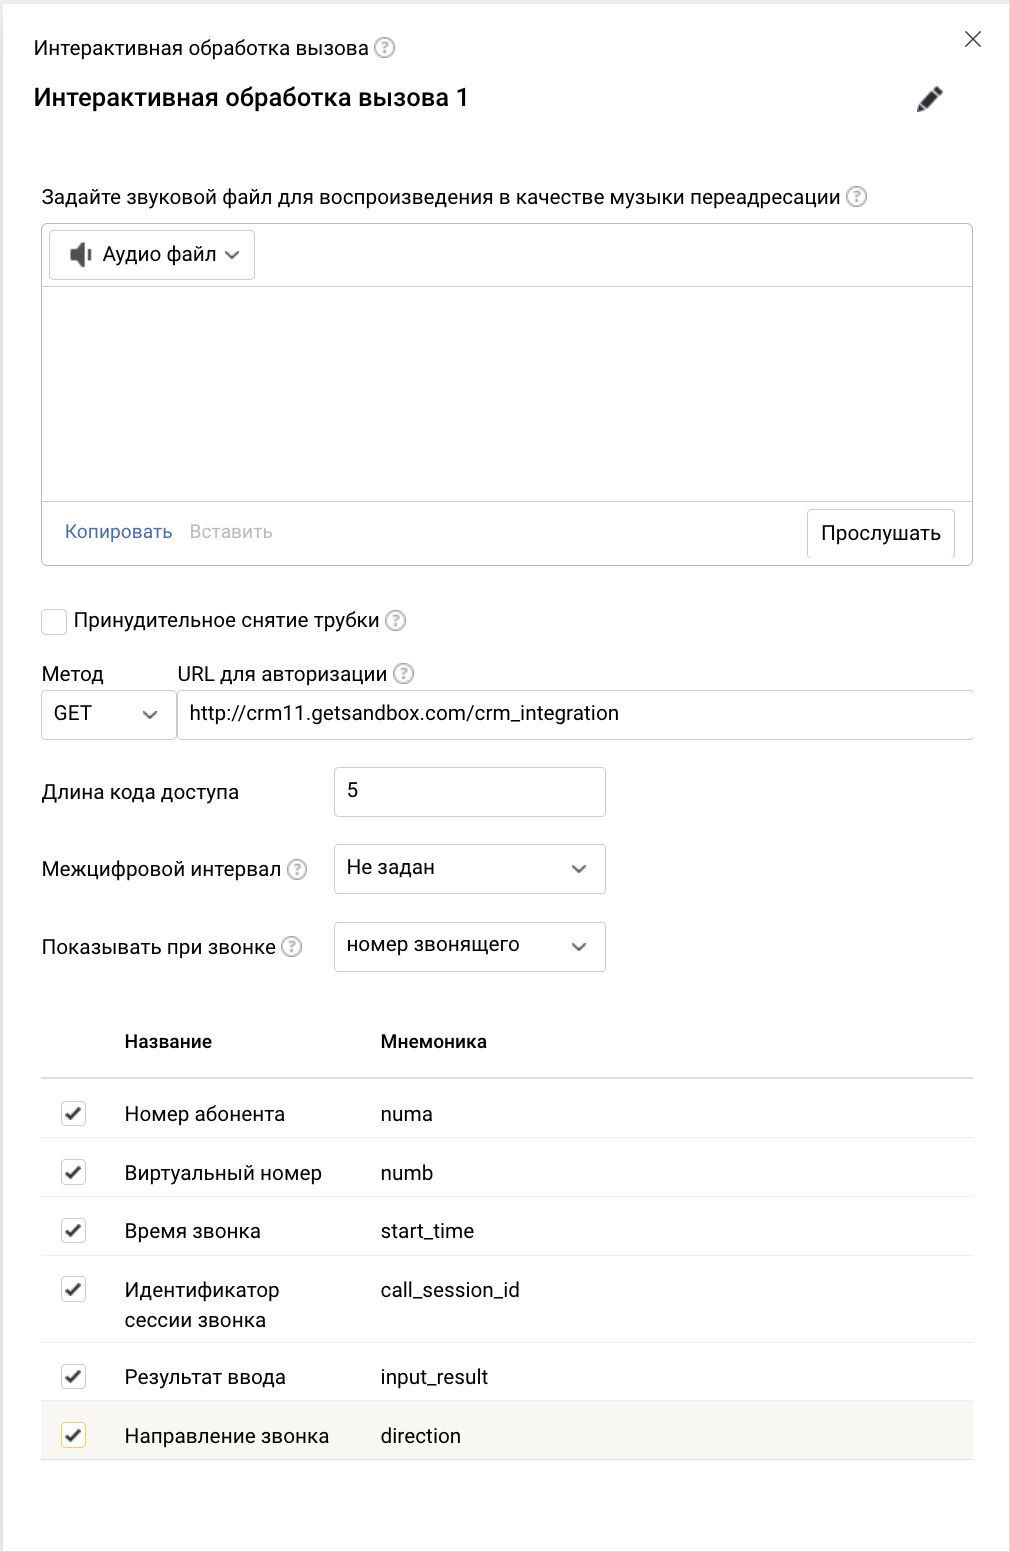 Интерактивная обработка вызова ?
Интерактивная обработка вызова 1
Задайте звуковой файл для воспроизведения в качестве музыки переадресации ?
Аудио файл
Копировать Вставить Прослушать
Принудительное снятие трубки ?
Метод URL для авторизации ?
GET http://crm11.getsandbox.com/crm_integration
Длина кода доступа 5
Межцифровой интервал ? Не задан
Показывать при звонке ? номер звонящего
Название Мнемоника
Номер абонента numa
Виртуальный номер numb
Время звонка start_time
Идентификатор call_session_id
сессии звонка
Результат ввода input_result
Направление звонка direction